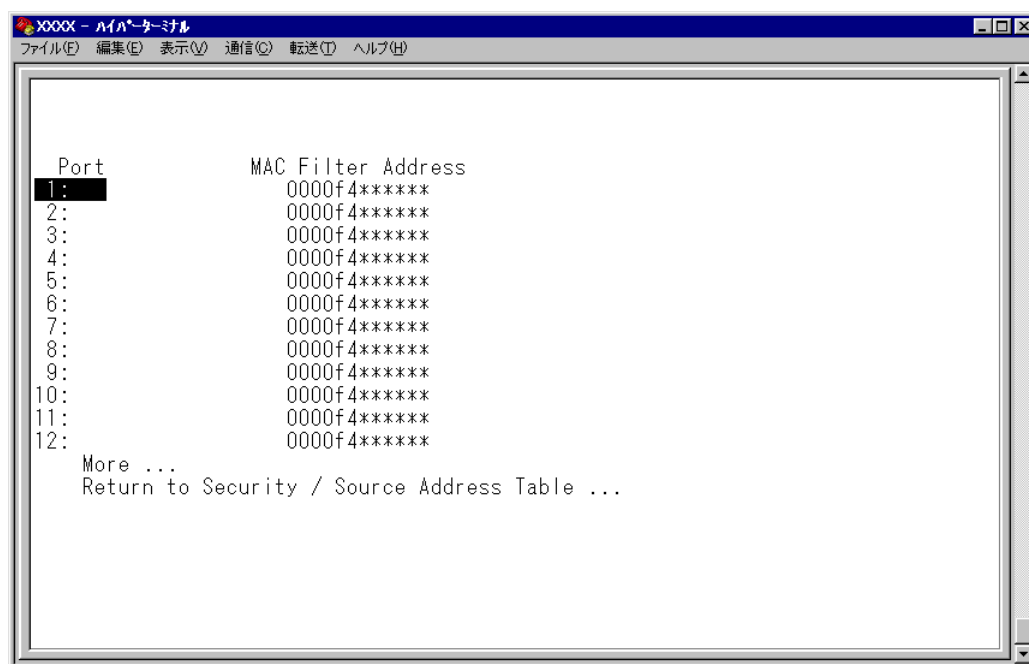 XXXX - ﾊｲﾊﾟｰﾀｰﾐﾅﾙ
ファイル(F) 編集(E) 表示(V) 通信(C) 転送(T) ヘルプ(H)
Port MAC Filter Address
1: 0000f4******
2: 0000f4******
3: 0000f4******
4: 0000f4******
5: 0000f4******
6: 0000f4******
7: 0000f4******
8: 0000f4******
9: 0000f4******
10: 0000f4******
11: 0000f4******
12: 0000f4******
More ...
Return to Security / Source Address Table ...